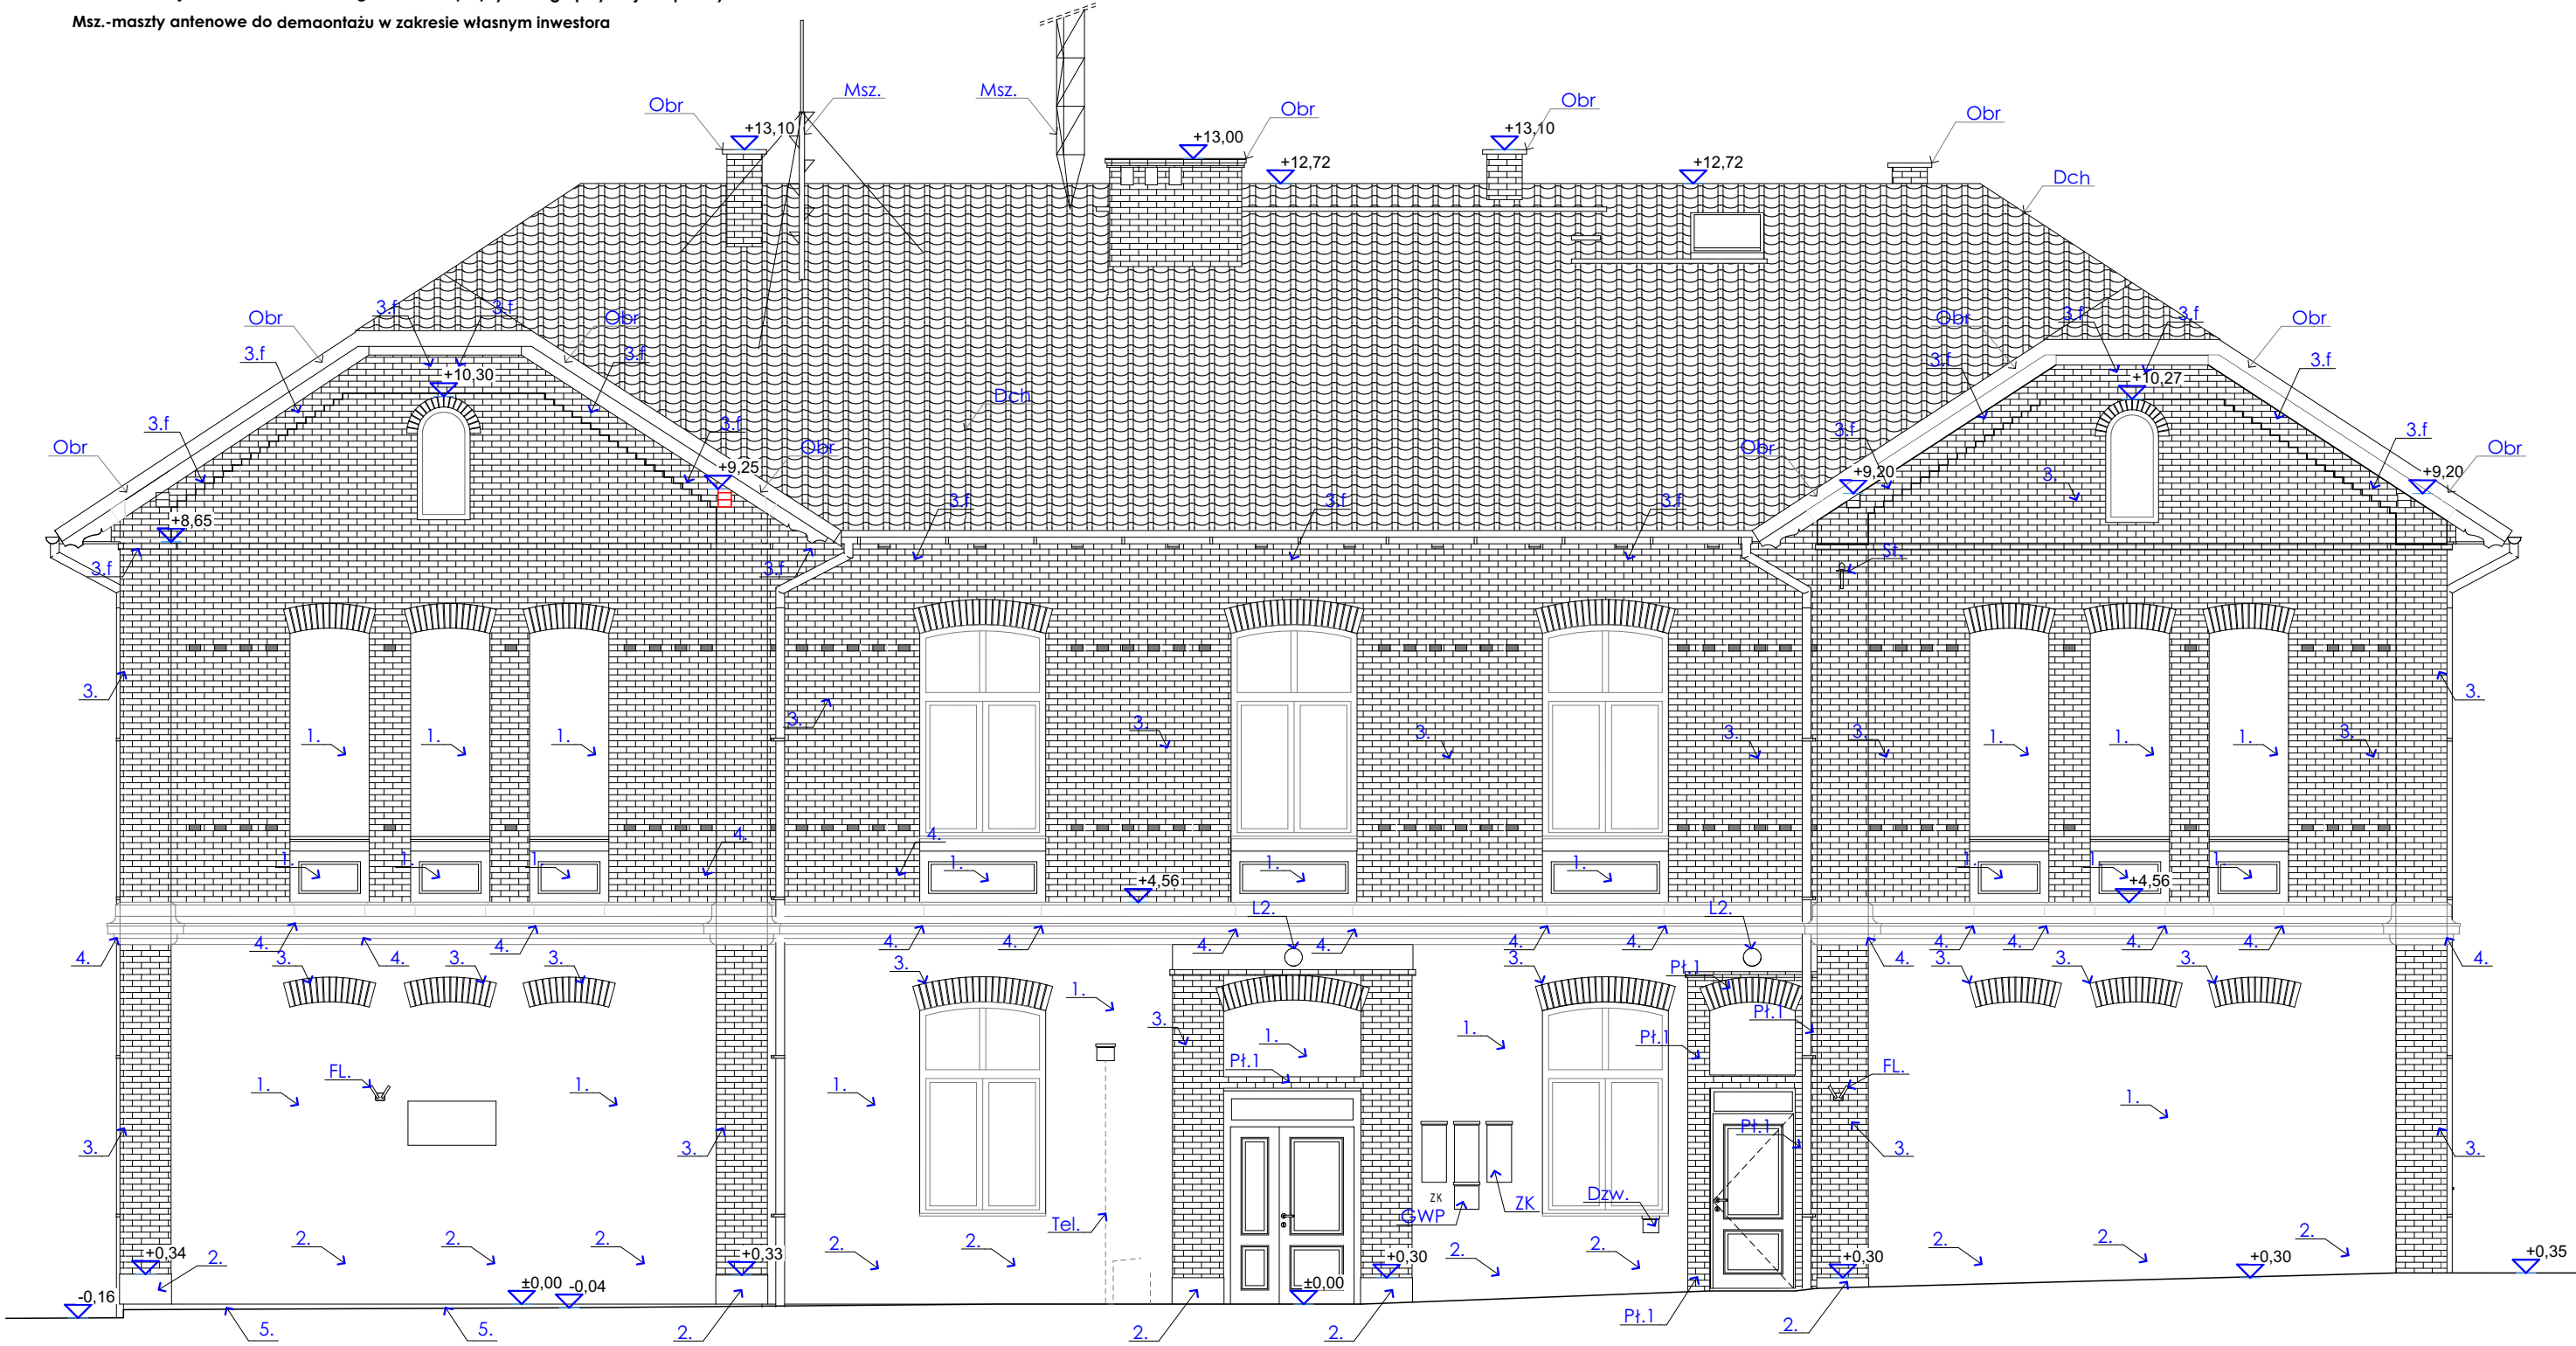 Msz.-maszty antenowe do demaontażu w zakresie własnym inwestora
Msz. Msz.
Obr Obr Obr Obr
+13,10 +13,00 +13,10
+12,72 +12,72
Dch
3.f 3.f 3.f 3.f
Obr Obr Obr Obr
3.f 3.f 3.f 3.f
+10,30 +10,27
Dch
3.f 3.f 3.f 3.f
Obr Obr Obr Obr
+9,25 +9,20 +9,20
3.
3.f 3.f 3.f
+8,65
St.
3.f 3.f
3. 3.
3. 3. 3. 3. 3. 3.
1. 1. 1. 1. 1. 1.
4. 4.
1. 1. 1. 1. 1. 1. 1. 1. 1.
+4,56 +4,56
L2. L2.
4. 4. 4. 4. 4. 4. 4. 4. 4. 4. 4. 4. 4.
4. 3. 4. 3. 3. 3. 3. Pł.1 4. 3. 3. 3. 4.
1.
3. Pł.1
1. 1. Pł.1
Pł.1
FL. FL.
1. 1. 1. 1.
Pł.1
3. 3. 3. 3.
ZK ZK
Dzw.
GWP
Tel.
2. 2. 2. 2. 2. 2. 2. 2. 2. 2.
+0,34 2. +0,33 +0,30 +0,30 +0,30 +0,35
±0,00 -0,04 ±0,00
-0,16
Pł.1
5. 5. 2. 2. 2. 2.